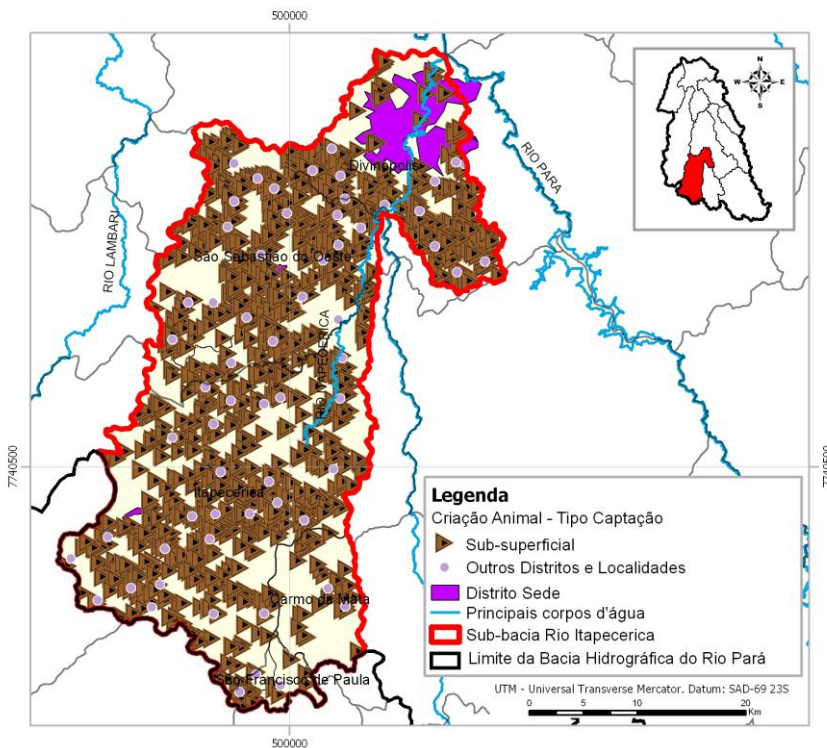 500000
N
W
E
S
RIO PARA
Divinópolis
RIO LAMBARI
São Sebastião do Oeste
RIO ITAPECERICA
7740500
7740500
Itapecerica
Carmo da Mata
São Francisco de Paula
Legenda
Criação Animal - Tipo Captação
Sub-superficial
Outros Distritos e Localidades
Distrito Sede
Principais corpos d'água
Sub-bacia Rio Itapecerica
Limite da Bacia Hidrográfica do Rio Pará
UTM - Universal Transverse Mercator. Datum: SAD-69 23S
0 5 10 20
Km
500000